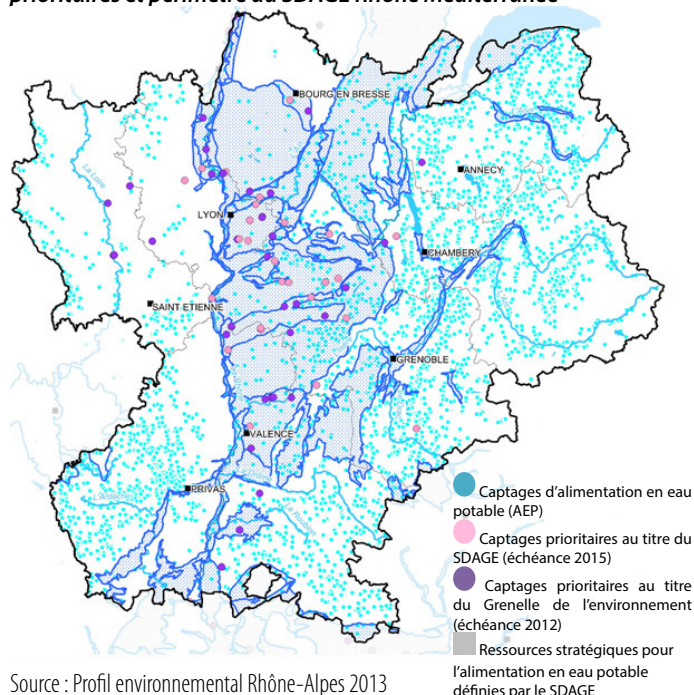 prioritaires et périmètre du SDAGE Rhône Méditerranée
BOURG EN BRESSE
ANNECY
La Loire
LYON
CHAMBERY
SAINT ETIENNE
GRENOBLE
VALENCE
PRIVAS
Captages d'alimentation en eau
potable (AEP)
Captages prioritaires au titre du
SDAGE (échéance 2015)
Captages prioritaires au titre
du Grenelle de l'environnement
(échéance 2012)
Ressources stratégiques pour
l'alimentation en eau potable
définies par le SDAGE
Source : Profil environnemental Rhône-Alpes 2013